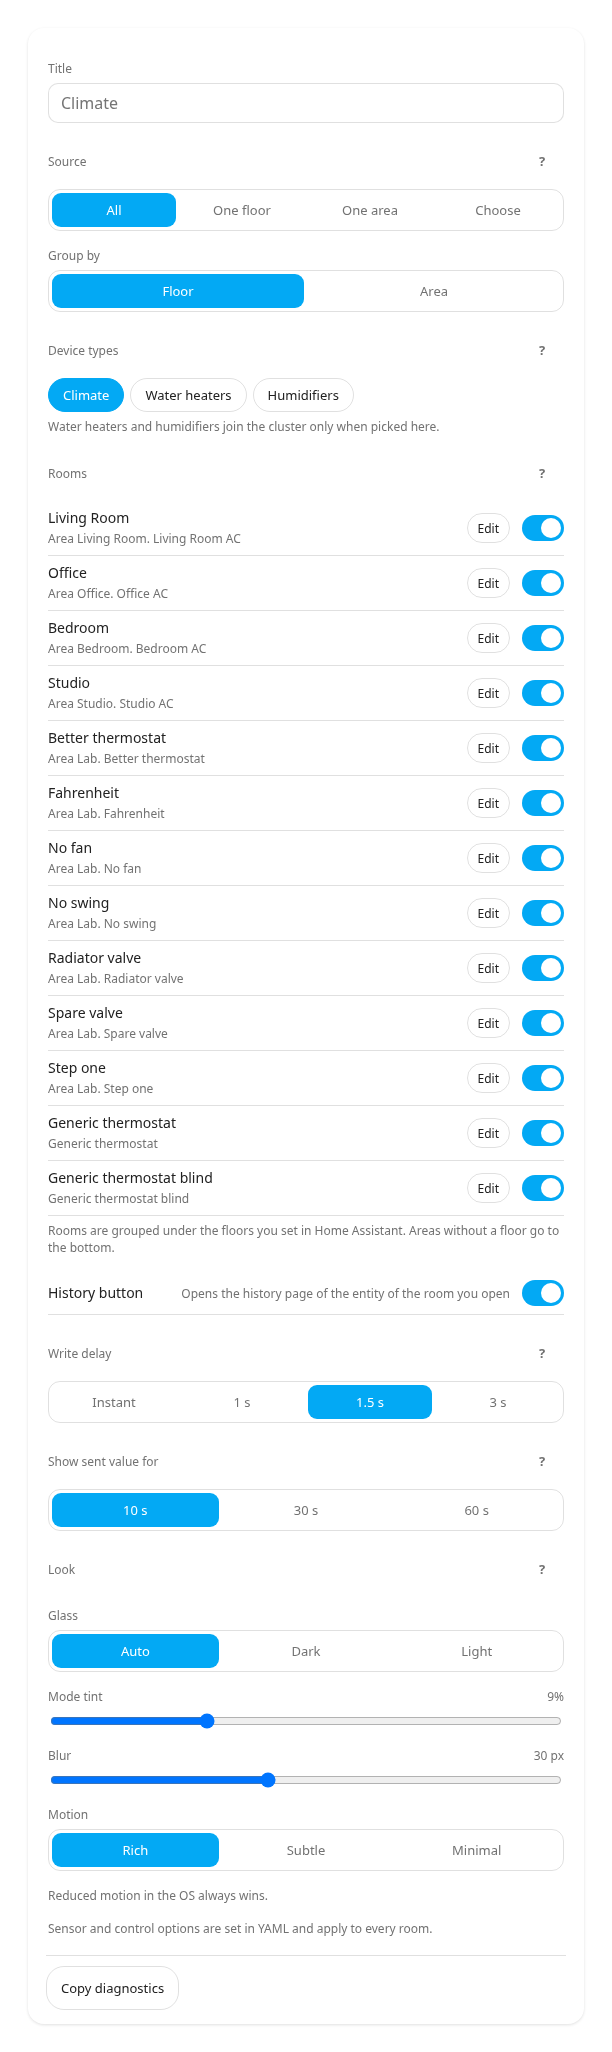 Title
Climate
Source ?
All One floor One area Choose
Group by
Floor Area
Device types ?
Climate Water heaters Humidifiers
Water heaters and humidifiers join the cluster only when picked here.
Rooms ?
Living Room
Area Living Room. Living Room AC
Edit
Office
Area Office. Office AC
Edit
Bedroom
Area Bedroom. Bedroom AC
Edit
Studio
Area Studio. Studio AC
Edit
Better thermostat
Area Lab. Better thermostat
Edit
Fahrenheit
Area Lab. Fahrenheit
Edit
No fan
Area Lab. No fan
Edit
No swing
Area Lab. No swing
Edit
Radiator valve
Area Lab. Radiator valve
Edit
Spare valve
Area Lab. Spare valve
Edit
Step one
Area Lab. Step one
Edit
Generic thermostat
Generic thermostat
Edit
Generic thermostat blind
Generic thermostat blind
Edit
Rooms are grouped under the floors you set in Home Assistant. Areas without a floor go to
the bottom.
History button Opens the history page of the entity of the room you open
Write delay ?
Instant 1 s 1.5 s 3 s
Show sent value for ?
10 s 30 s 60 s
Look ?
Glass
Auto Dark Light
Mode tint 9%
Blur 30 px
Motion
Rich Subtle Minimal
Reduced motion in the OS always wins.
Sensor and control options are set in YAML and apply to every room.
Copy diagnostics